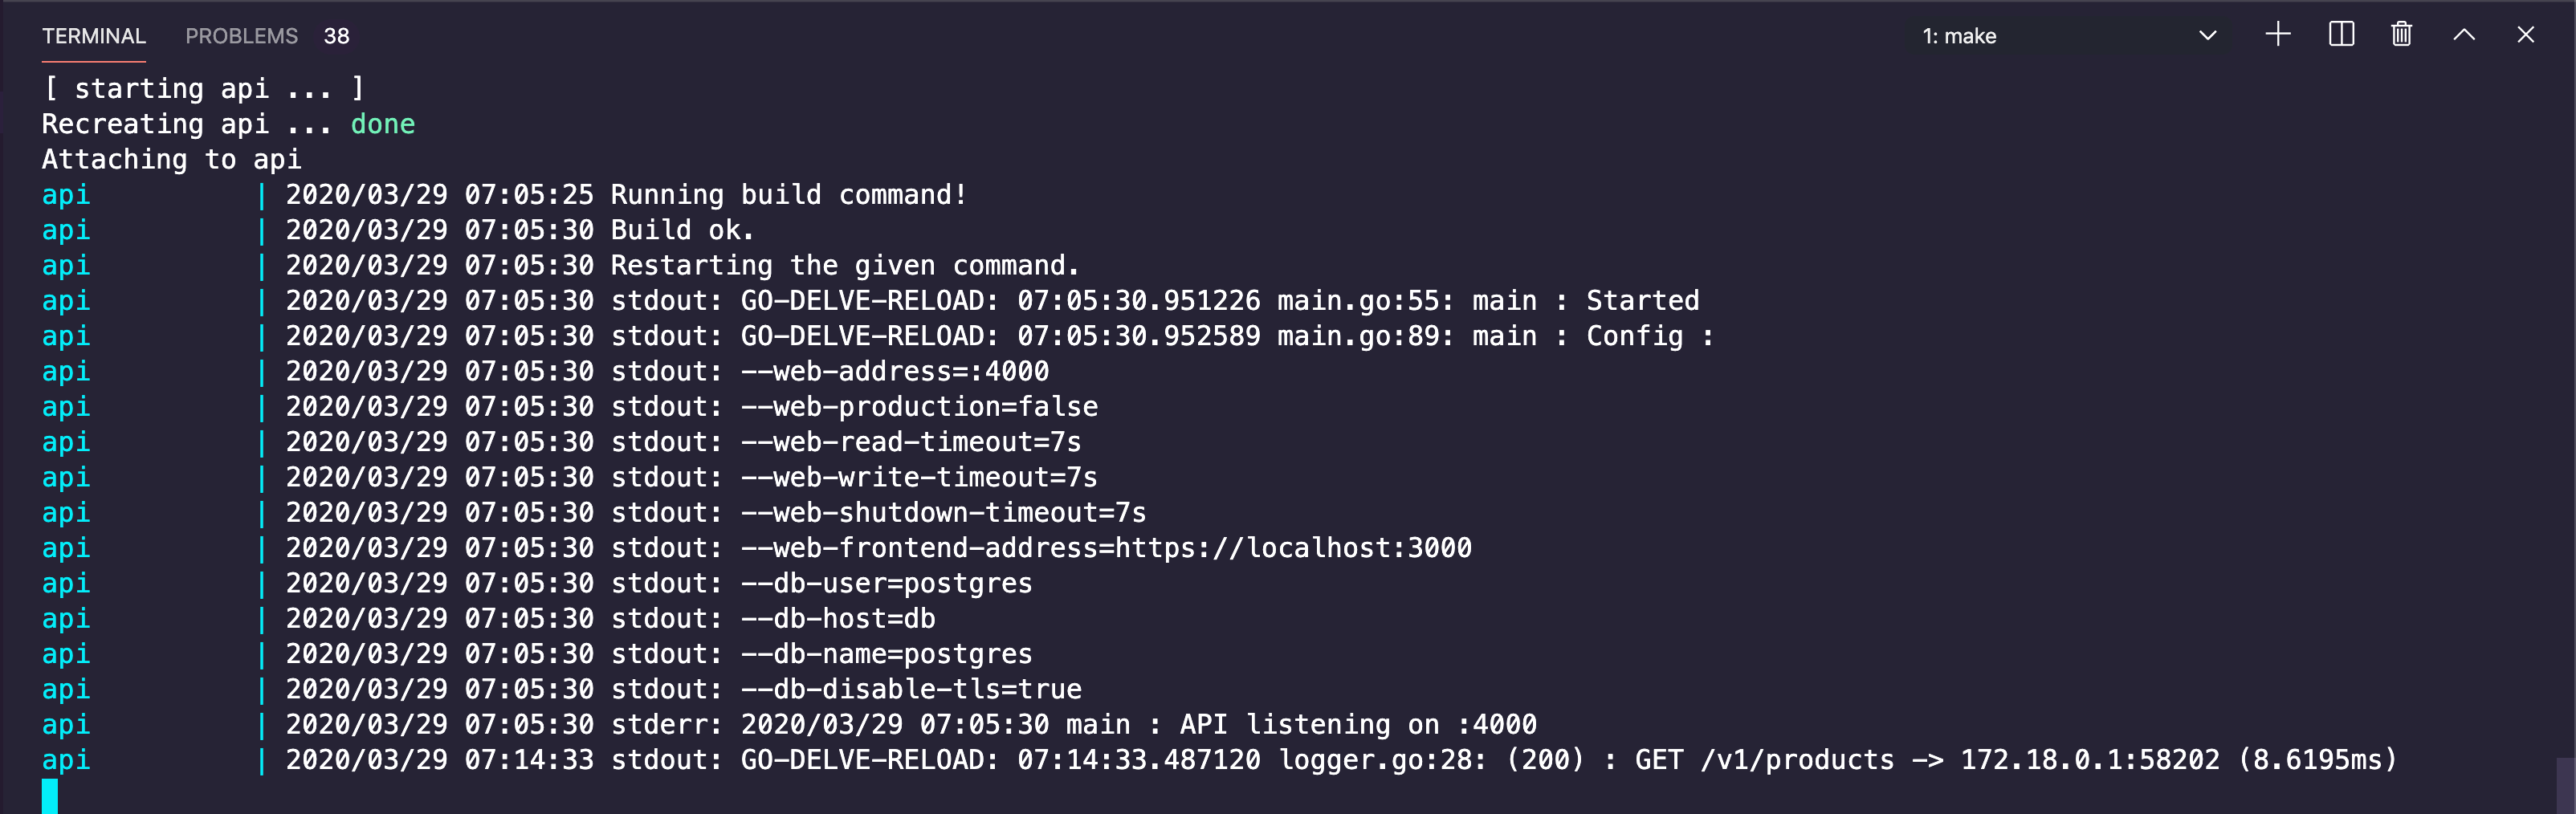 TERMINAL PROBLEMS 38 1: make
[ starting api ... ]
Recreating api ... done
Attaching to api
api | 2020/03/29 07:05:25 Running build command!
api | 2020/03/29 07:05:30 Build ok.
api | 2020/03/29 07:05:30 Restarting the given command.
api | 2020/03/29 07:05:30 stdout: GO-DELVE-RELOAD: 07:05:30.951226 main.go:55: main : Started
api | 2020/03/29 07:05:30 stdout: GO-DELVE-RELOAD: 07:05:30.952589 main.go:89: main : Config :
api | 2020/03/29 07:05:30 stdout: --web-address=:4000
api | 2020/03/29 07:05:30 stdout: --web-production=false
api | 2020/03/29 07:05:30 stdout: --web-read-timeout=7s
api | 2020/03/29 07:05:30 stdout: --web-write-timeout=7s
api | 2020/03/29 07:05:30 stdout: --web-shutdown-timeout=7s
api | 2020/03/29 07:05:30 stdout: --web-frontend-address=https://localhost:3000
api | 2020/03/29 07:05:30 stdout: --db-user=postgres
api | 2020/03/29 07:05:30 stdout: --db-host=db
api | 2020/03/29 07:05:30 stdout: --db-name=postgres
api | 2020/03/29 07:05:30 stdout: --db-disable-tls=true
api | 2020/03/29 07:05:30 stderr: 2020/03/29 07:05:30 main : API listening on :4000
api | 2020/03/29 07:14:33 stdout: GO-DELVE-RELOAD: 07:14:33.487120 logger.go:28: (200) : GET /v1/products -> 172.18.0.1:58202 (8.6195ms)